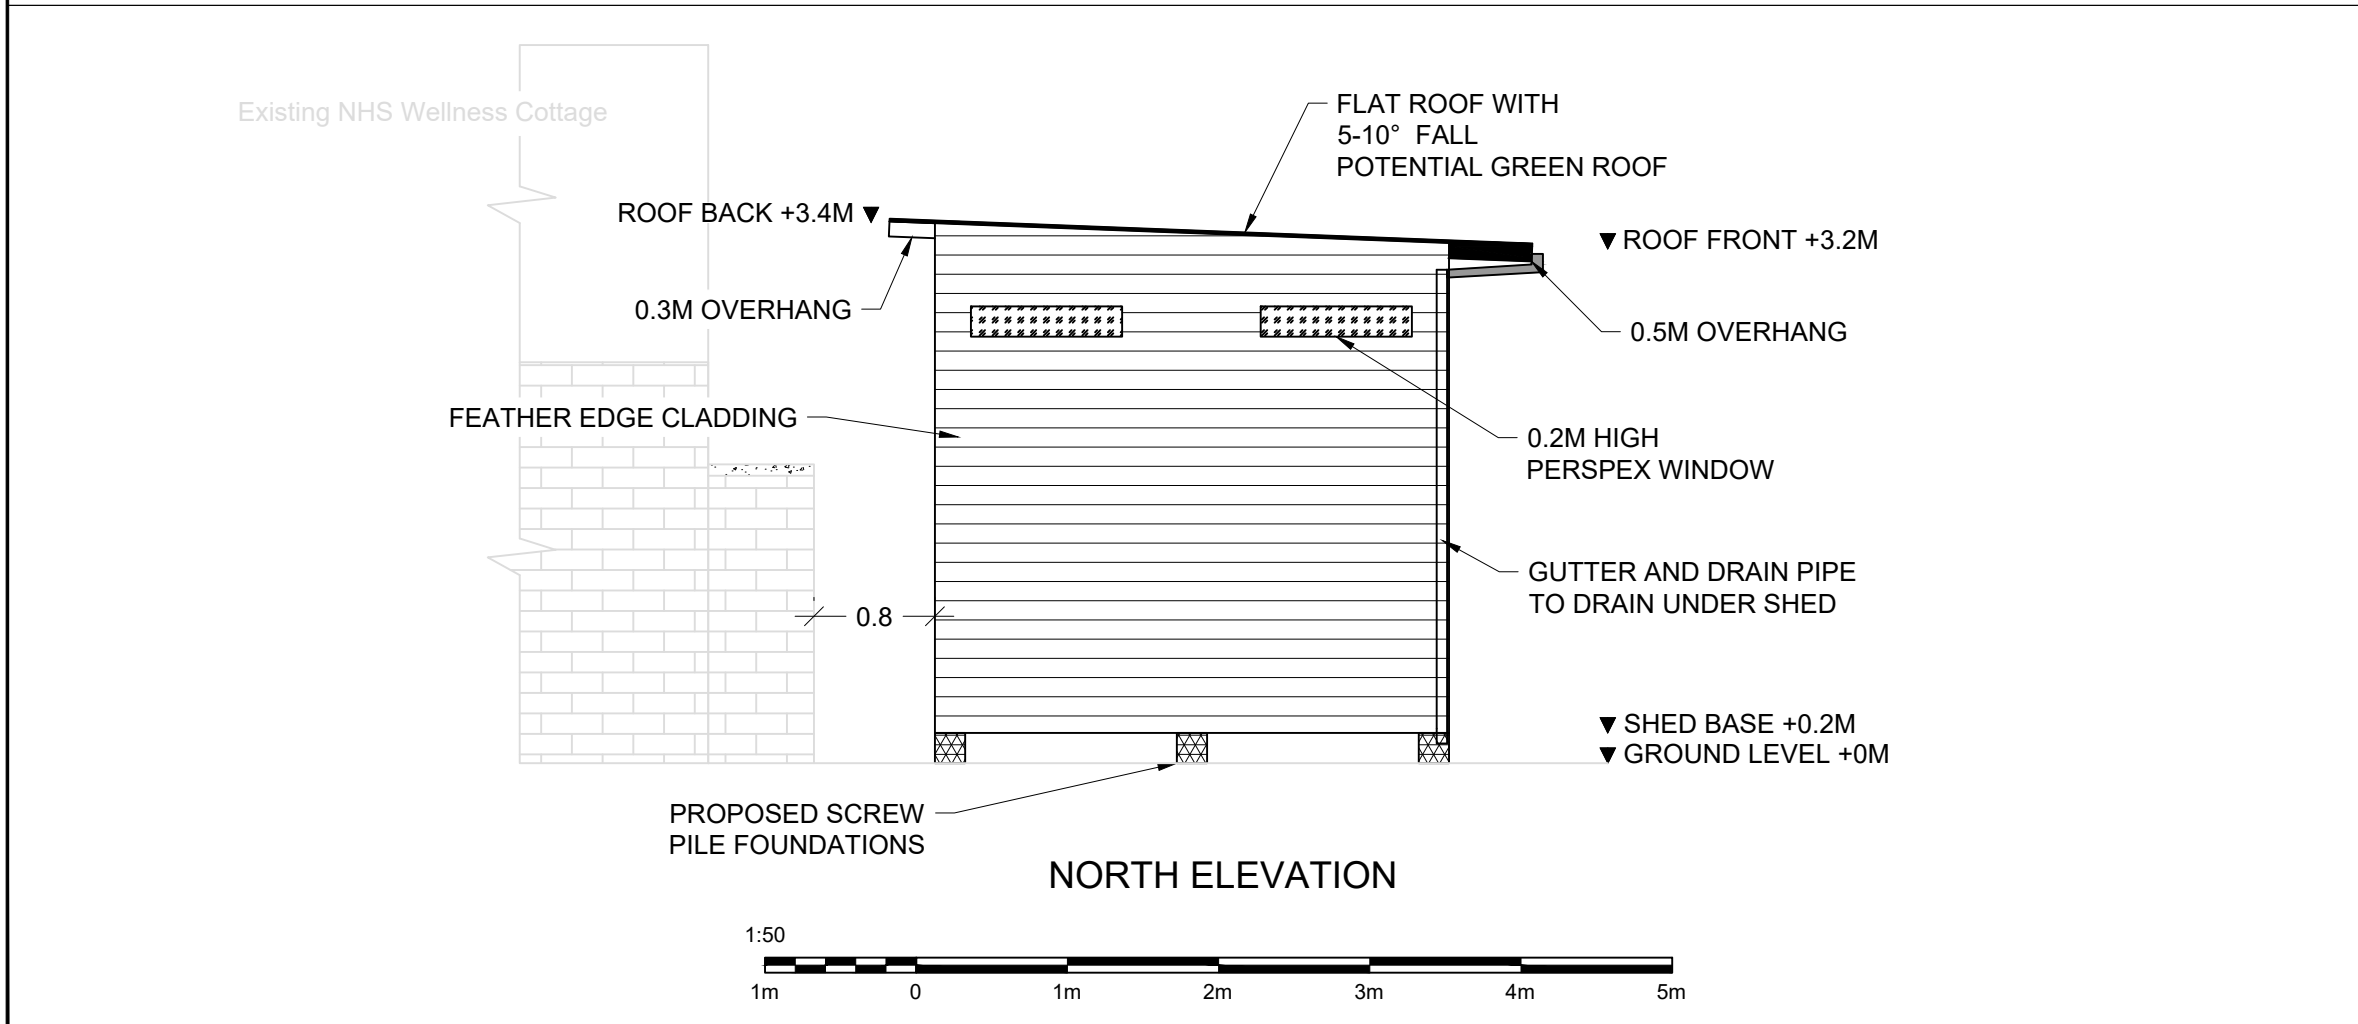 Existing NHS Wellness Cottage
FLAT ROOF WITH
5-10° FALL
POTENTIAL GREEN ROOF
ROOF BACK +3.4M
ROOF FRONT +3.2M
0.3M OVERHANG
0.5M OVERHANG
FEATHER EDGE CLADDING
0.2M HIGH
PERSPEX WINDOW
GUTTER AND DRAIN PIPE
TO DRAIN UNDER SHED
0.8
SHED BASE +0.2M
GROUND LEVEL +0M
PROPOSED SCREW
PILE FOUNDATIONS
NORTH ELEVATION
1:50
1m 0 1m 2m 3m 4m 5m